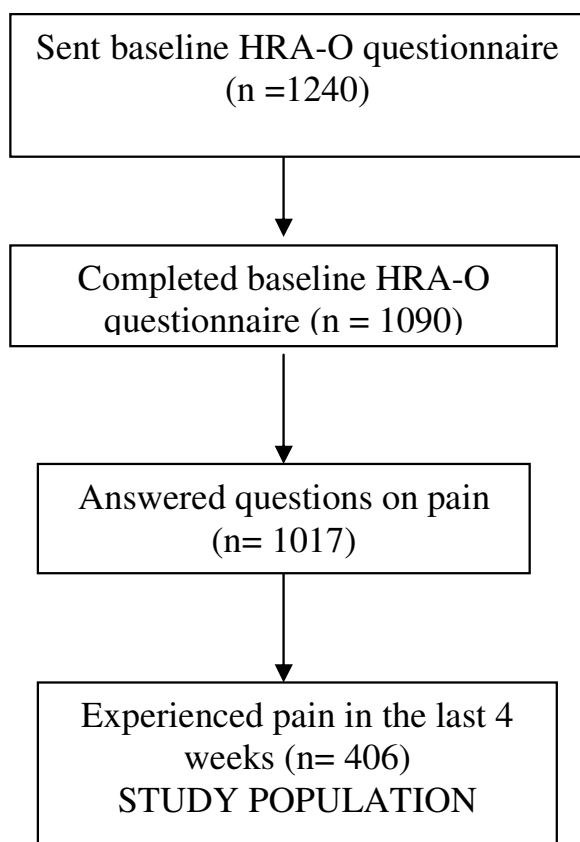 Sent baseline HRA-O questionnaire
(n =1240)
Completed baseline HRA-O
questionnaire (n = 1090)
Answered questions on pain
(n= 1017)
Experienced pain in the last 4
weeks (n= 406)
STUDY POPULATION